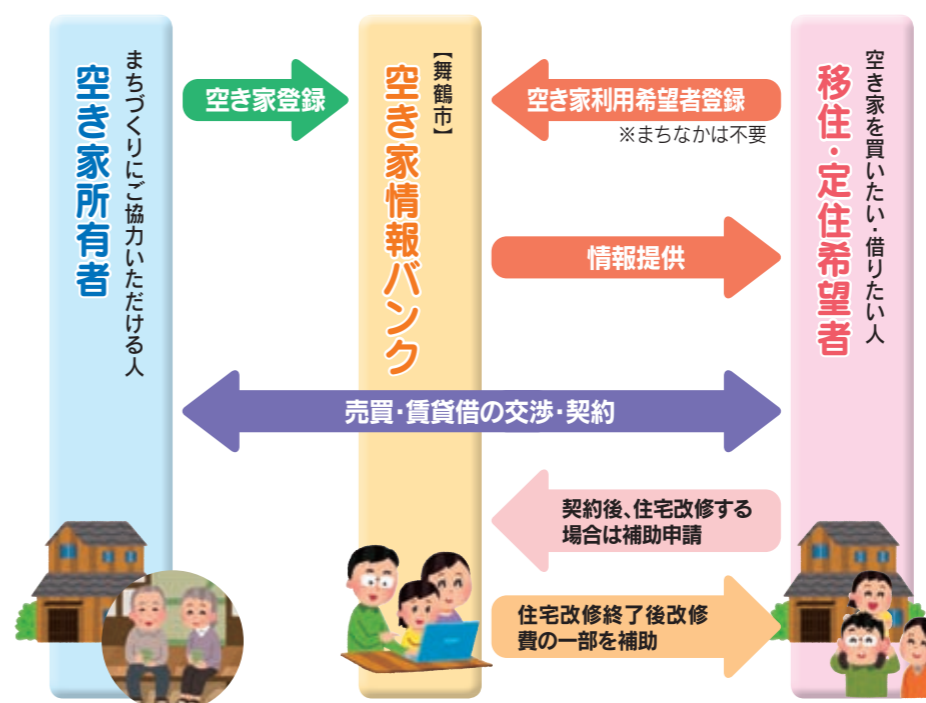 まちづくりにご協力いただける人
空き家所有者
空き家登録
【舞鶴市】
空き家情報バンク
空き家利用希望者登録
※まちなかは不要
空き家を買いたい・借りたい人
移住・定住希望者
情報提供
売買・賃貸借の交渉・契約
契約後、住宅改修する
場合は補助申請
住宅改修終了後改修
費の一部を補助